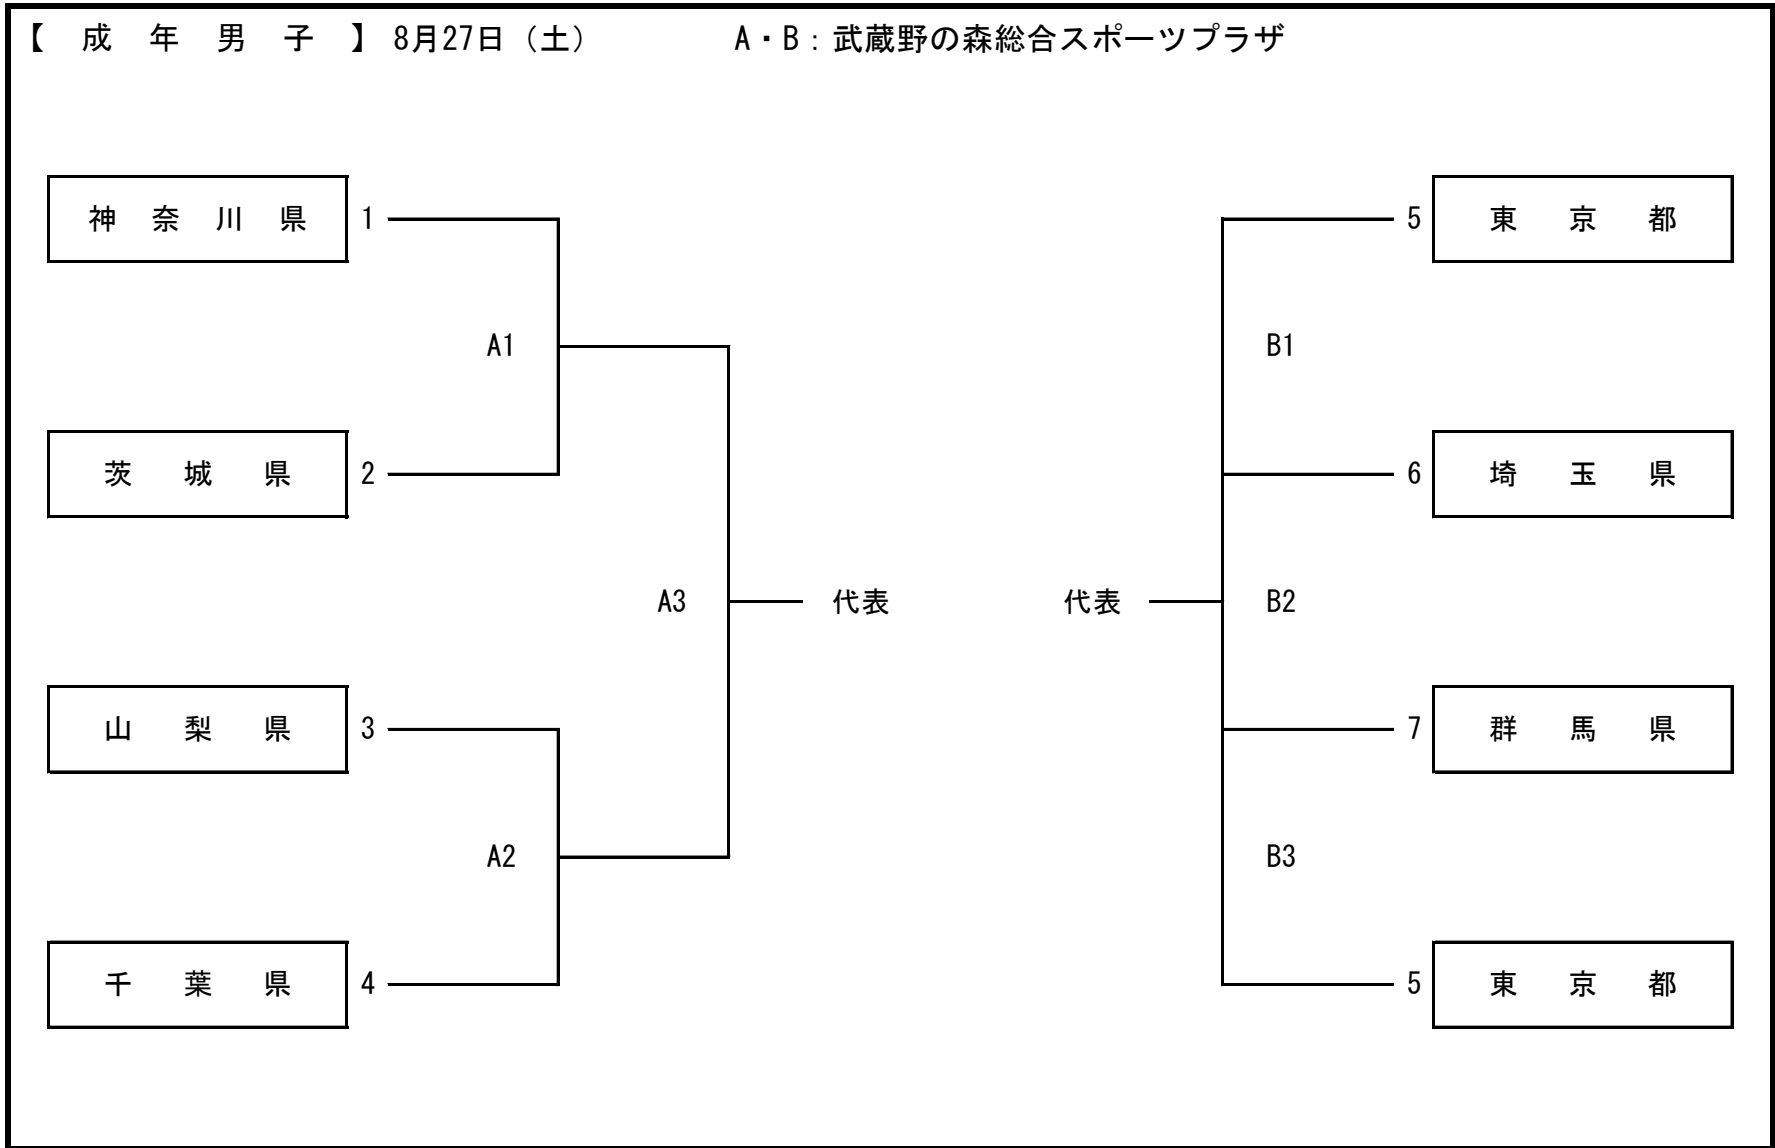 【 成 年 男 子 】 8月27日（土） A・B：武蔵野の森総合スポーツプラザ
神 奈 川 県 1
5 東 京 都
A1
B1
茨 城 県 2
6 埼 玉 県
A3 代表
代表 B2
山 梨 県 3
7 群 馬 県
A2
B3
千 葉 県 4
5 東 京 都